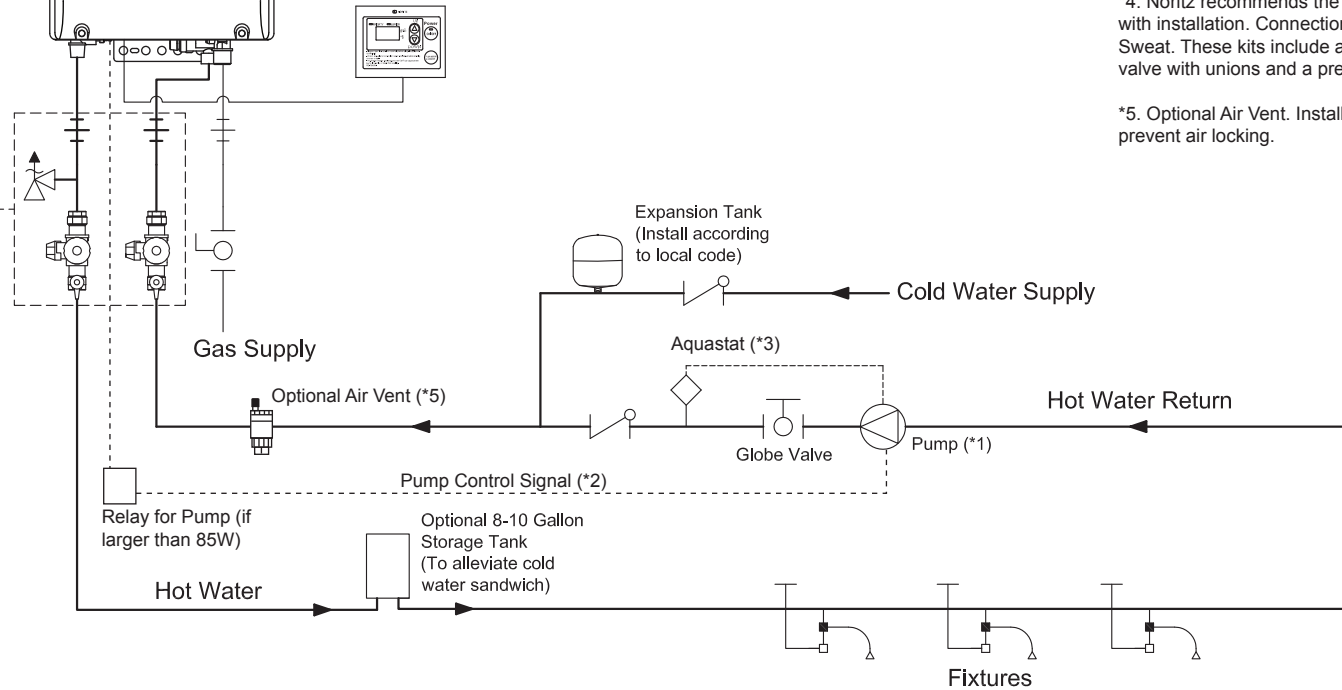 *4. Noritz recommends the
with installation. Connection
Sweat. These kits include a
valve with unions and a pre
*5. Optional Air Vent. Install
prevent air locking.
Power
Expansion Tank
(Install according
to local code)
Cold Water Supply
Gas Supply
Aquastat (*3)
Optional Air Vent (*5)
Hot Water Return
Globe Valve
Pump (*1)
Pump Control Signal (*2)
Relay for Pump (if
larger than 85W)
Optional 8-10 Gallon
Storage Tank
(To alleviate cold
water sandwich)
Hot Water
Fixtures